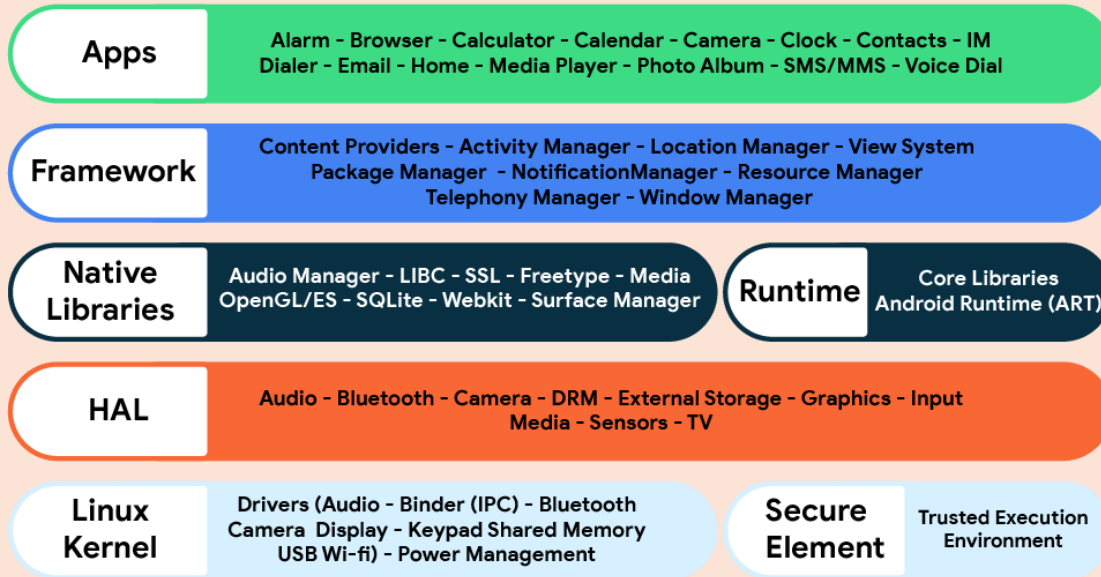 Apps
Alarm - Browser - Calculator - Calendar - Camera - Clock - Contacts - IM
Dialer - Email - Home - Media Player - Photo Album - SMS/MMS - Voice Dial
Framework
Content Providers - Activity Manager - Location Manager - View System
Package Manager - NotificationManager - Resource Manager
Telephony Manager - Window Manager
Native
Libraries
Audio Manager - LIBC - SSL - Freetype - Media
OpenGL/ES - SQLite - Webkit - Surface Manager
Runtime
Core Libraries
Android Runtime (ART)
HAL
Audio - Bluetooth - Camera - DRM - External Storage - Graphics - Input
Media - Sensors - TV
Linux
Kernel
Drivers (Audio - Binder (IPC) - Bluetooth
Camera Display - Keypad Shared Memory
USB Wi-fi) - Power Management
Secure
Element
Trusted Execution
Environment